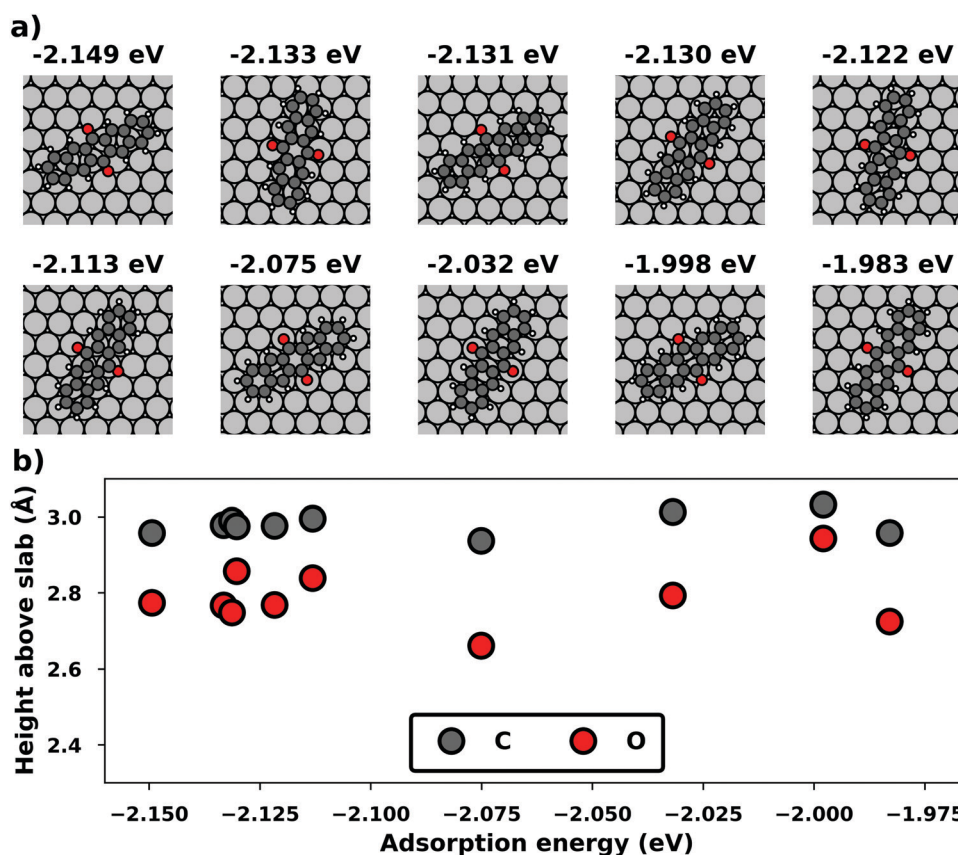 a)
-2.149 eV -2.133 eV -2.131 eV -2.130 eV -2.122 eV
-2.113 eV -2.075 eV -2.032 eV -1.998 eV -1.983 eV
b)
Height above slab (Å)
3.0
2.8
2.6
2.4
C O
−2.150 −2.125 −2.100 −2.075 −2.050 −2.025 −2.000 −1.975
Adsorption energy (eV)